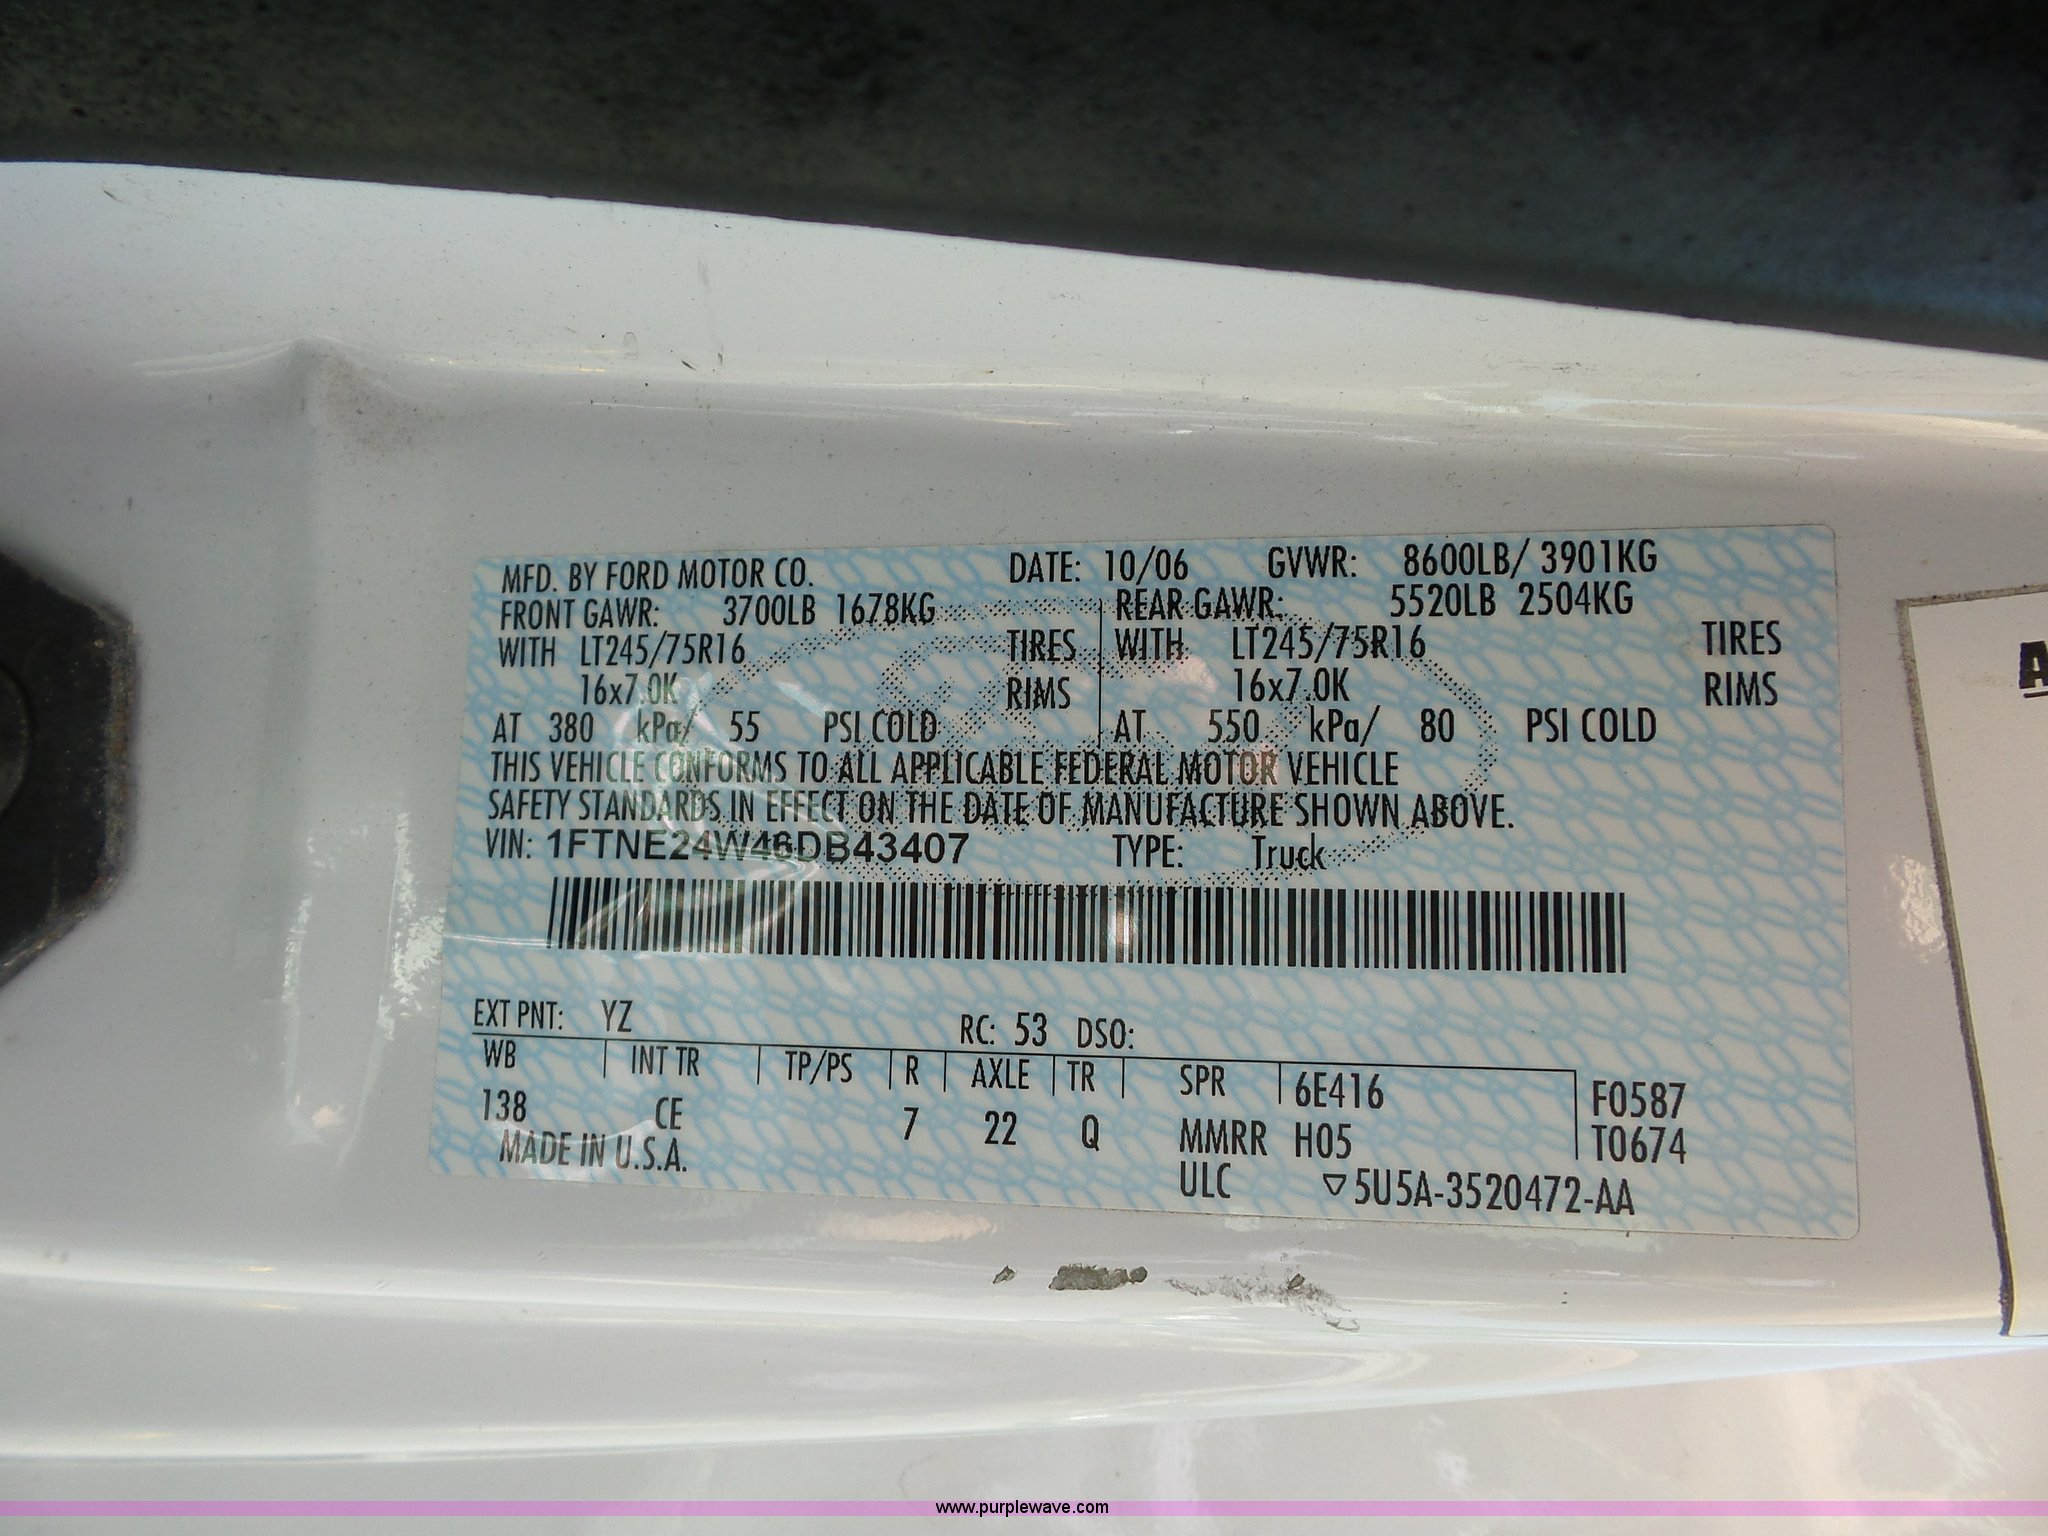 MFD. BY FORD MOTOR CO. DATE: 10/06 GVWR: 8600LB/ 3901KG
FRONT GAWR: 3700LB 1678KG REAR GAWR: 5520LB 2504KG
WITH LT245/75R16 TIRES WITH LT245/75R16 TIRES
16x7.0K RIMS 16x7.0K RIMS
AT 380 kPa/ 55 PSI COLD AT 550 kPa/ 80 PSI COLD
THIS VEHICLE CONFORMS TO ALL APPLICABLE FEDERAL MOTOR VEHICLE
SAFETY STANDARDS IN EFFECT ON THE DATE OF MANUFACTURE SHOWN ABOVE.
VIN: 1FTNE24W46DB43407 TYPE: Truck
EXT PNT: YZ RC: 53 DSO:
WB INT TR TP/PS R AXLE TR SPR 6E416 F0587
138 CE 7 22 Q MMRR H05 T0674
MADE IN U.S.A. ULC ▽5U5A-3520472-AA
A
www.purplewave.com